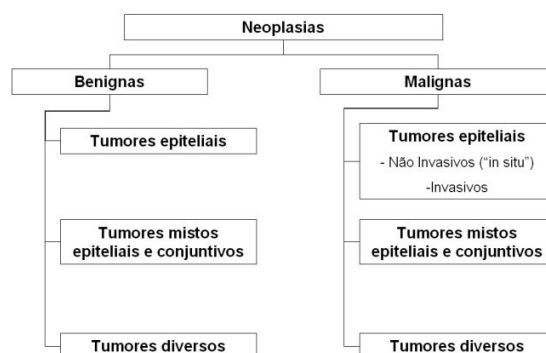 Neoplasias
Benignas
Tumores epiteliais
Tumores mistos
epiteliais e conjuntivos
Tumores diversos
Malignas
Tumores epiteliais
- Não Invasivos ("in situ")
-Invasivos
Tumores mistos
epiteliais e conjuntivos
Tumores diversos